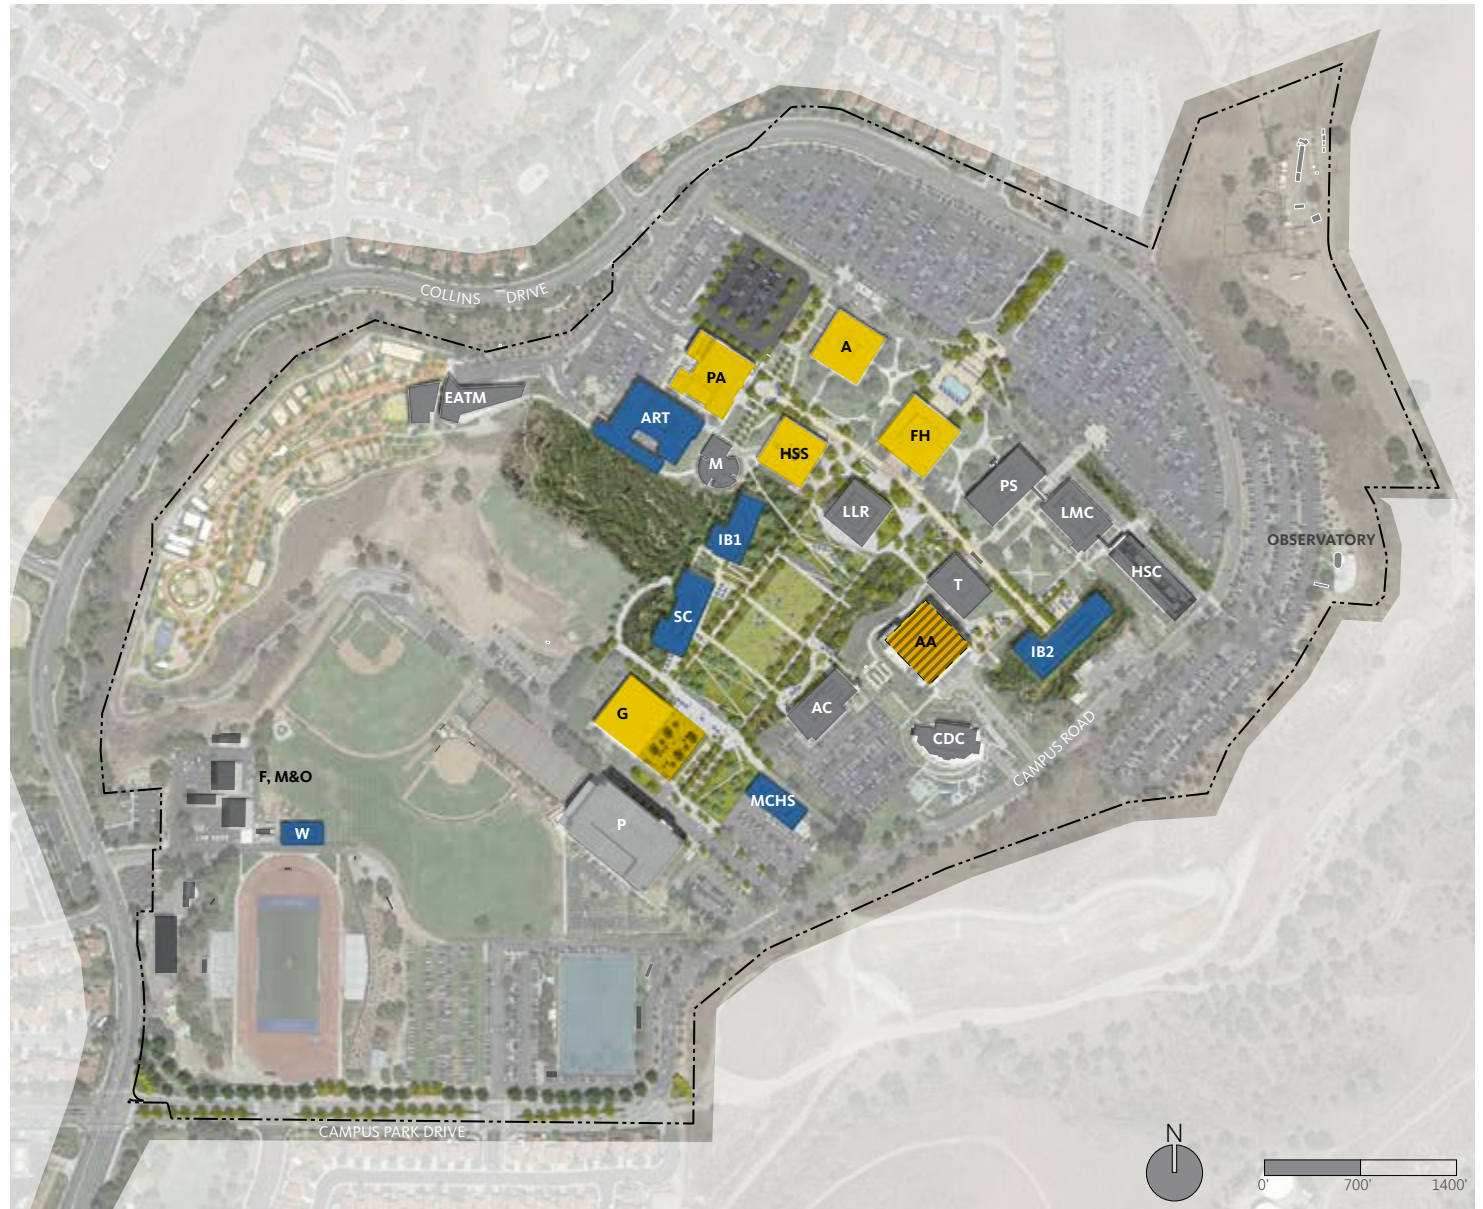 COLLINS DRIVE
A
PA
EATM
ART
FH
HSS
M
PS
LLR
LMC
IB1
OBSERVATORY
HSC
T
SC
AA
IB2
AC
G
CDC
CAMPUS ROAD
F, M&O
MCHS
P
W
CAMPUS PARK DRIVE
N
0' 700' 1400'